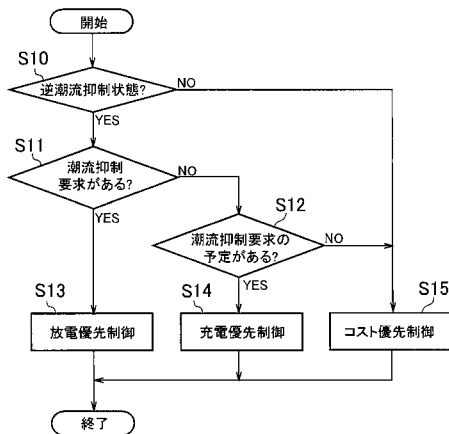 開始
S10
逆潮流抑制状態?
NO
YES
S11
潮流抑制
要求がある?
NO
YES
S12
潮流抑制要求の
予定がある?
NO
YES
S13
放電優先制御
S14
充電優先制御
S15
コスト優先制御
終了